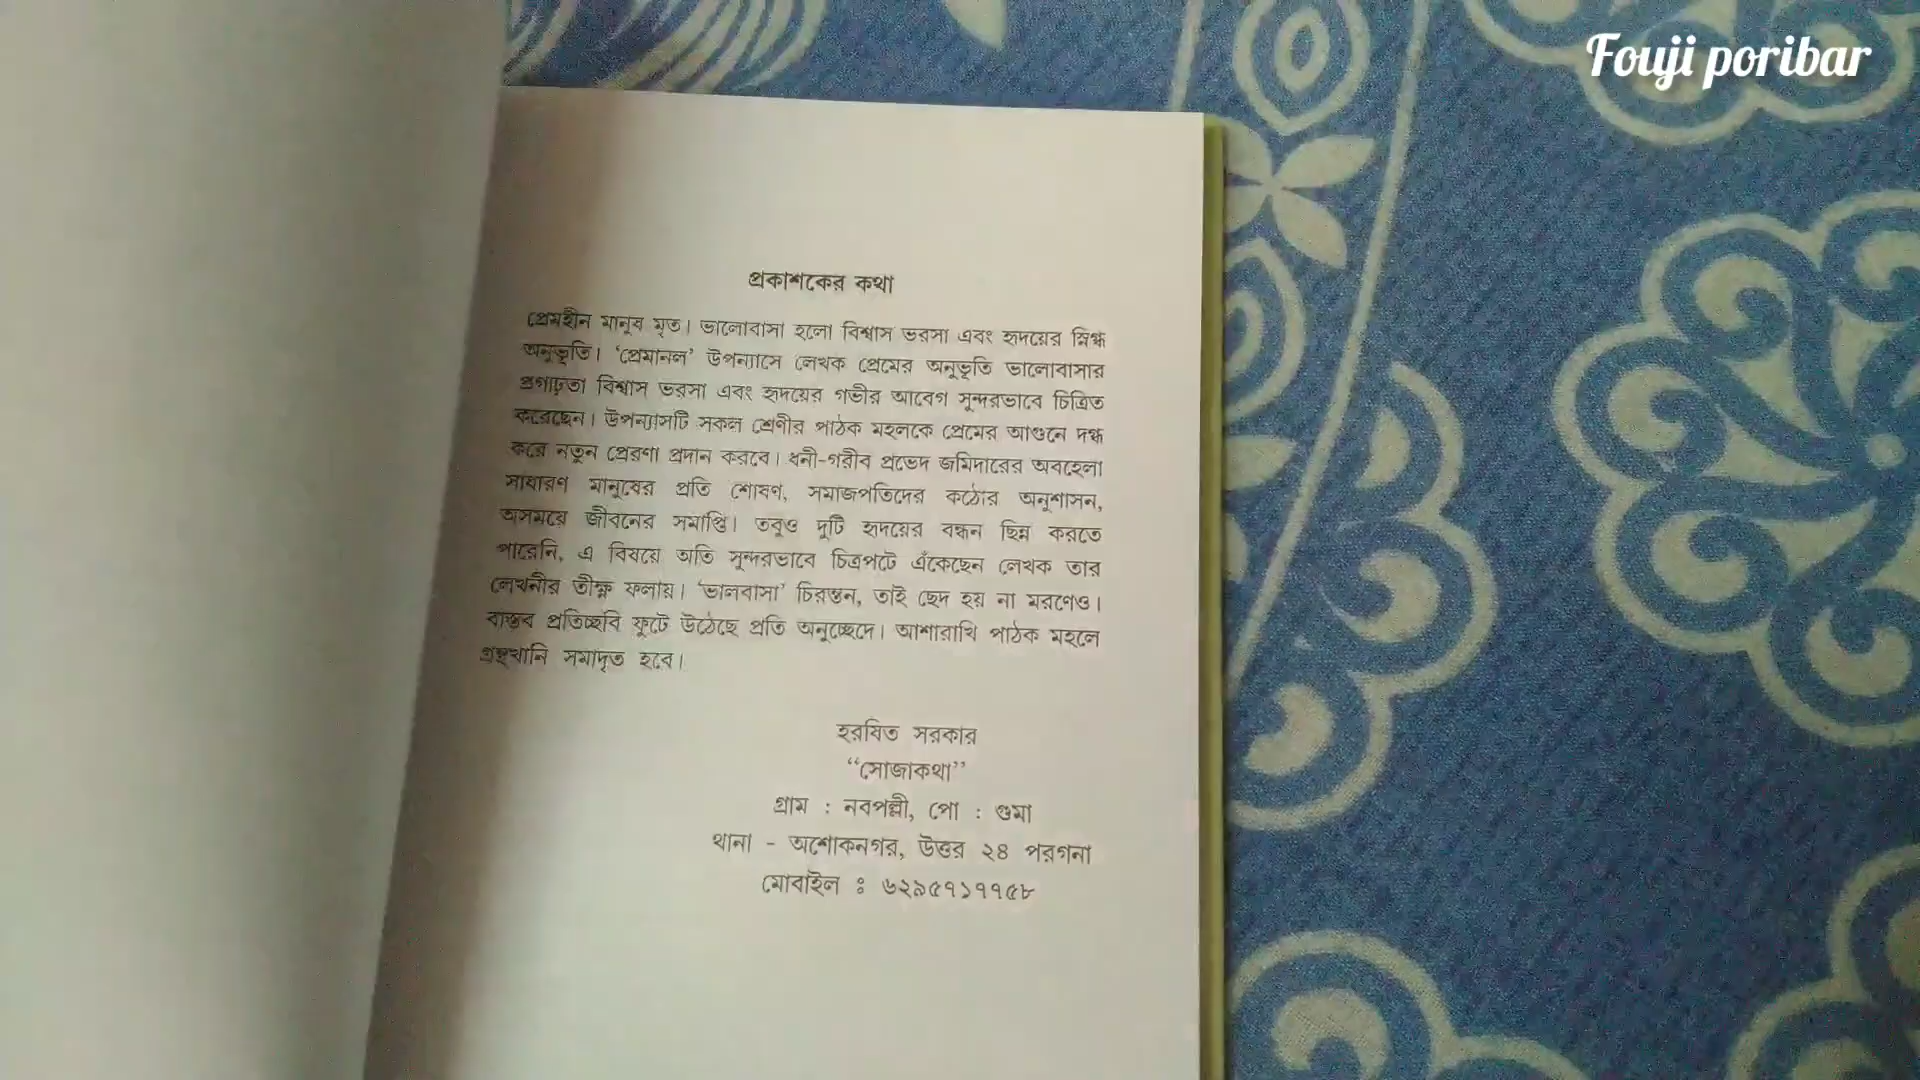 Fouji poribar
প্রকাশকের কথা
প্রেমহীন মানুষ মৃত। ভালোবাসা হলো বিশ্বাস ভরসা এবং হৃদয়ের স্নিগ্ধ
অনুভূতি। ‘প্রেমানল’ উপন্যাসে লেখক প্রেমের অনুভূতি ভালোবাসার
প্রগাঢ়তা বিশ্বাস ভরসা এবং হৃদয়ের গভীর আবেগ সুন্দরভাবে চিত্রিত
করেছেন। উপন্যাসটি সকল শ্রেণীর পাঠক মহলকে প্রেমের আগুনে দগ্ধ
করে নতুন প্রেরণা প্রদান করবে। ধনী-গরীব প্রভেদ জমিদারের অবহেলা
সাধারণ মানুষের প্রতি শোষণ, সমাজপতিদের কঠোর অনুশাসন,
অসময়ে জীবনের সমাপ্তি। তবুও দুটি হৃদয়ের বন্ধন ছিন্ন করতে
পারেনি, এ বিষয়ে অতি সুন্দরভাবে চিত্রপটে এঁকেছেন লেখক তার
লেখনীর তীক্ষ্ণ ফলায়। ‘ভালবাসা’ চিরন্তন, তাই ছেদ হয় না মরণেও।
বাস্তব প্রতিচ্ছবি ফুটে উঠেছে প্রতি অনুচ্ছেদে। আশারাখি পাঠক মহলে
গ্রন্থখানি সমাদৃত হবে।
হরষিত সরকার
“সোজাকথা”
গ্রাম : নবপল্লী, পো : গুমা
থানা - অশোকনগর, উত্তর ২৪ পরগনা
মোবাইল ঃ ৬২৯৫৭১৭৭৫৮